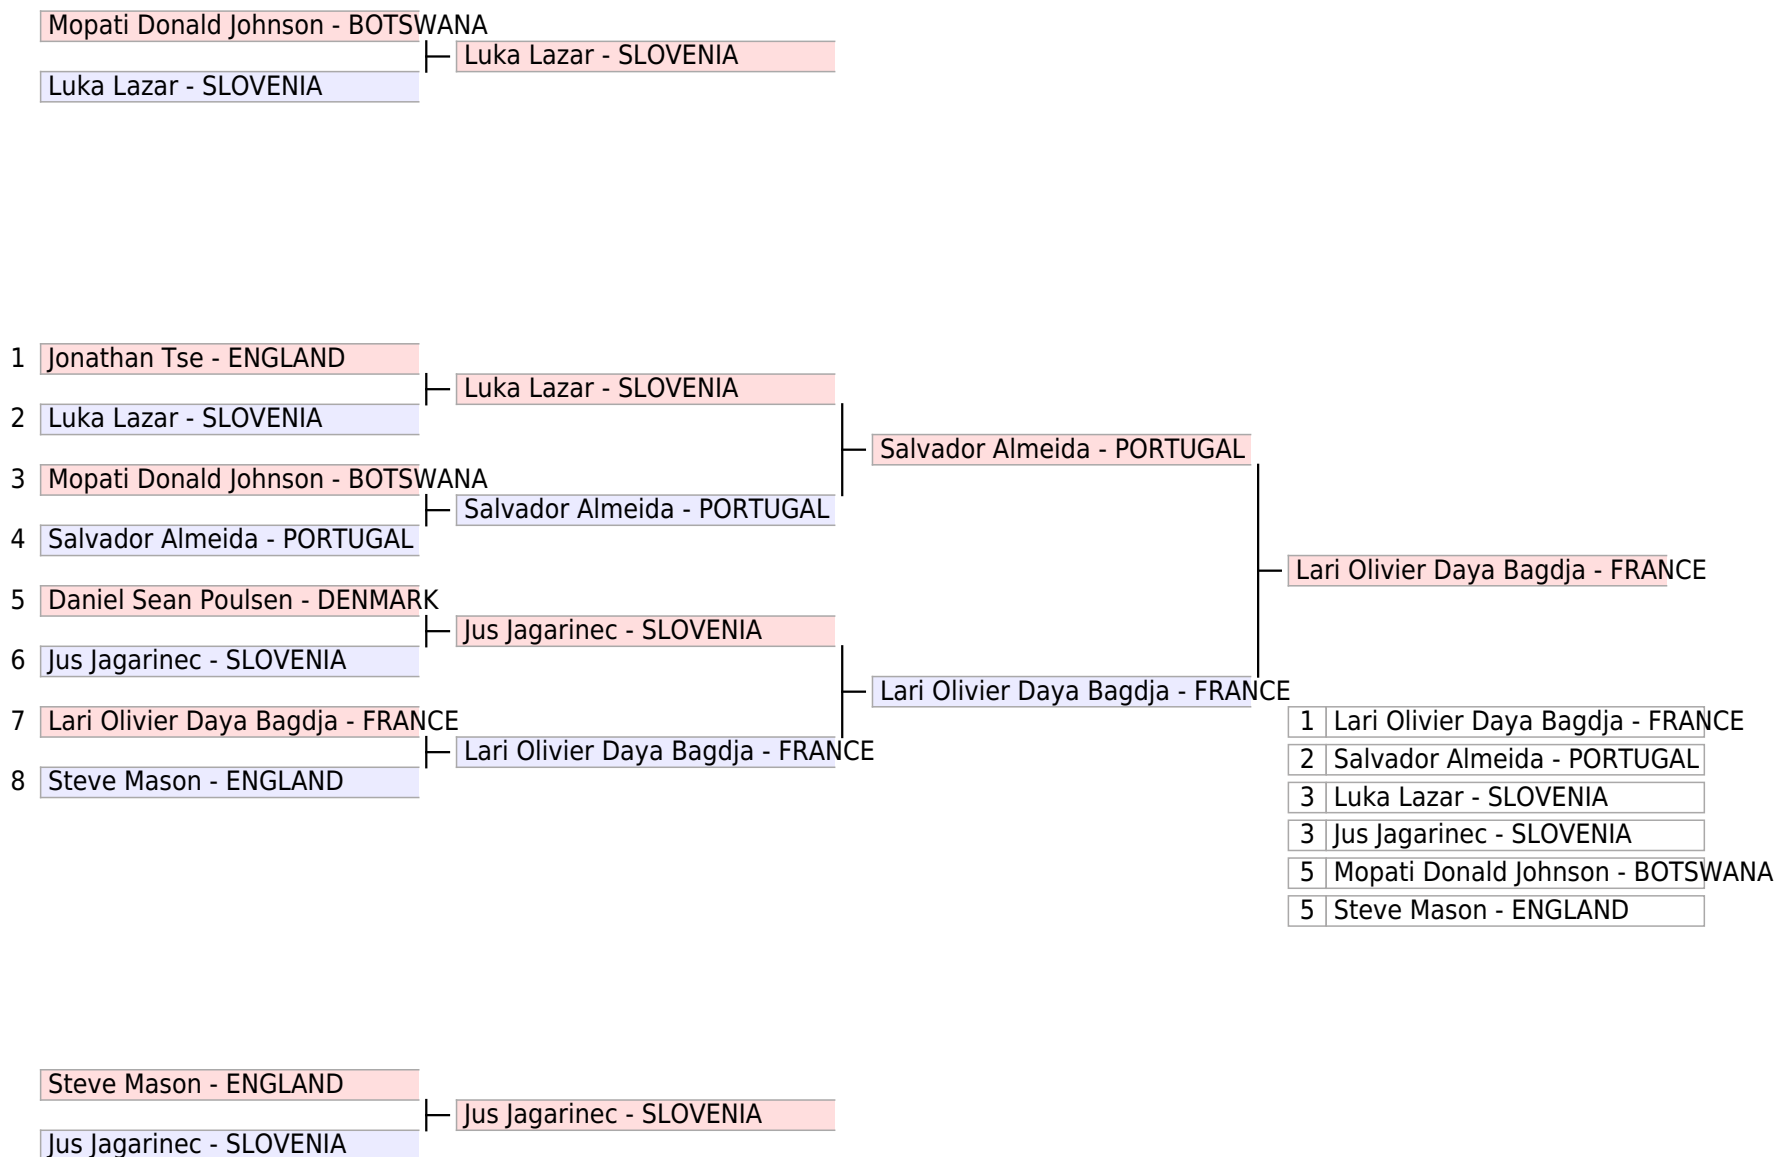 Mopati Donald Johnson - BOTSWANA
Luka Lazar - SLOVENIA
Luka Lazar - SLOVENIA
1 Jonathan Tse - ENGLAND
Luka Lazar - SLOVENIA
2 Luka Lazar - SLOVENIA
Salvador Almeida - PORTUGAL
3 Mopati Donald Johnson - BOTSWANA
Salvador Almeida - PORTUGAL
4 Salvador Almeida - PORTUGAL
Lari Olivier Daya Bagdja - FRANCE
5 Daniel Sean Poulsen - DENMARK
Jus Jagarinec - SLOVENIA
6 Jus Jagarinec - SLOVENIA
Lari Olivier Daya Bagdja - FRANCE
7 Lari Olivier Daya Bagdja - FRANCE
Lari Olivier Daya Bagdja - FRANCE
8 Steve Mason - ENGLAND
1 Lari Olivier Daya Bagdja - FRANCE
2 Salvador Almeida - PORTUGAL
3 Luka Lazar - SLOVENIA
3 Jus Jagarinec - SLOVENIA
5 Mopati Donald Johnson - BOTSWANA
5 Steve Mason - ENGLAND
Steve Mason - ENGLAND
Jus Jagarinec - SLOVENIA
Jus Jagarinec - SLOVENIA